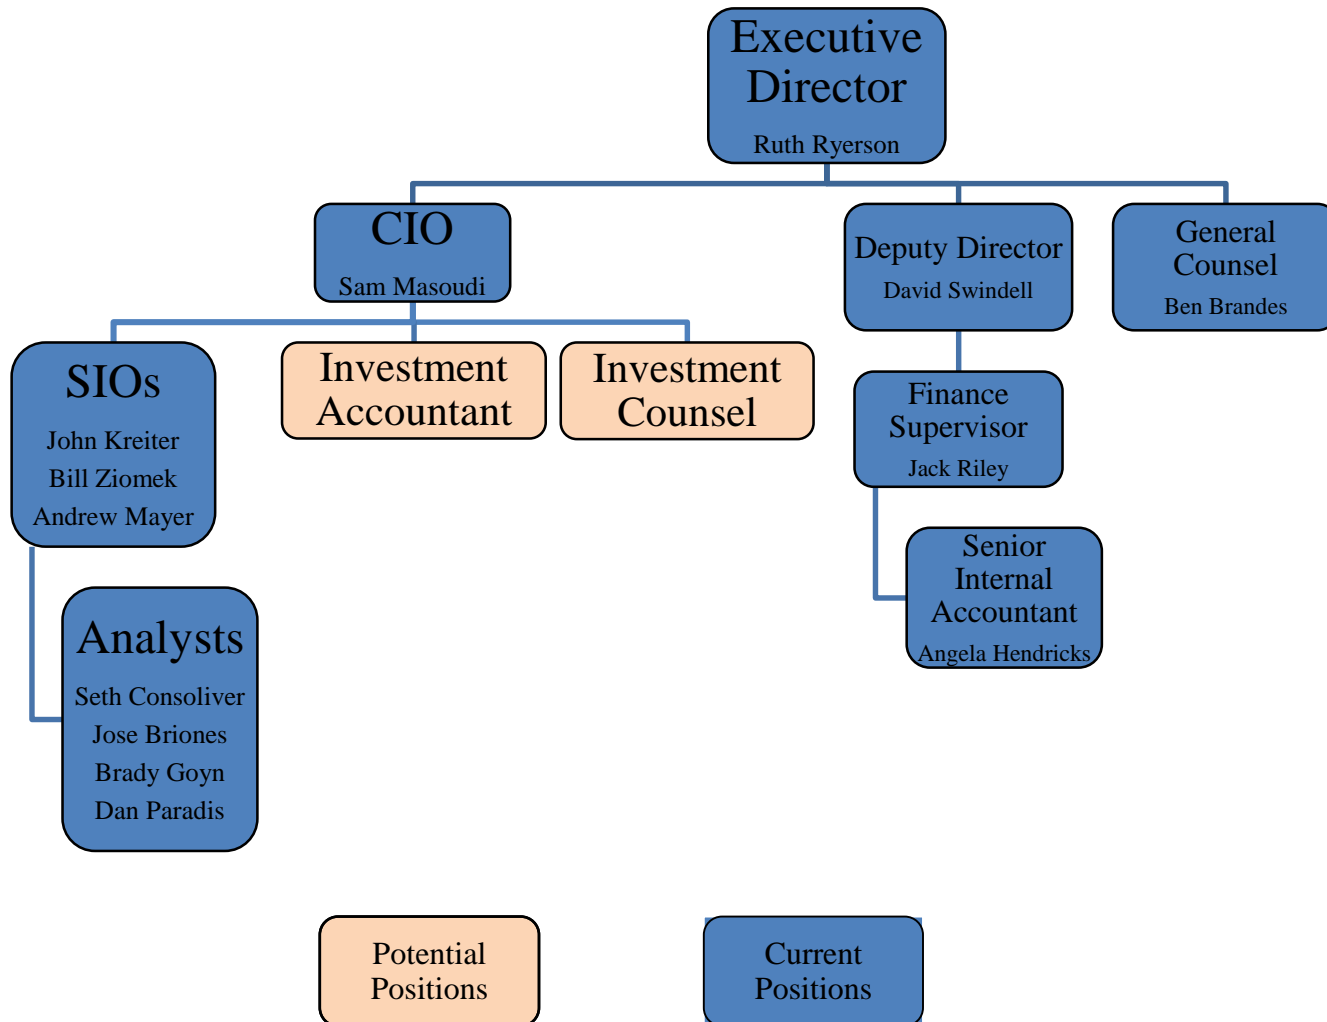 Executive
Director
Ruth Ryerson
CIO
Sam Masoudi
Deputy Director
David Swindell
General
Counsel
Ben Brandes
SIOs
John Kreiter
Bill Ziomek
Andrew Mayer
Investment
Accountant
Investment
Counsel
Finance
Supervisor
Jack Riley
Senior
Internal
Accountant
Angela Hendricks
Analysts
Seth Consoliver
Jose Briones
Brady Goyn
Dan Paradis
Potential
Positions
Current
Positions